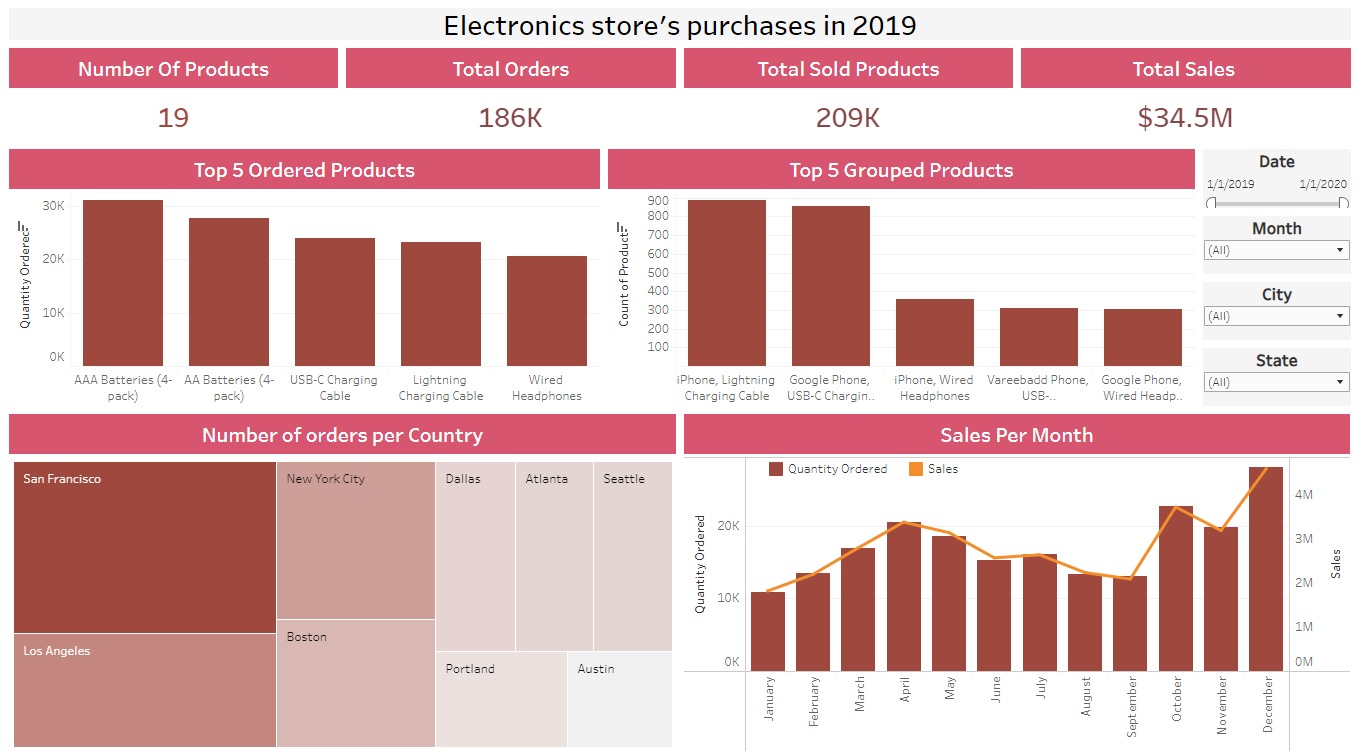 Electronics store's purchases in 2019
Number Of Products
Total Orders
Total Sold Products
Total Sales
19
186K
209K
$34.5M
Top 5 Ordered Products
30K
20K
10K
0K
Quantity Ordered
AAA Batteries (4-
pack)
AA Batteries (4-
pack)
USB-C Charging
Cable
Lightning
Charging Cable
Wired
Headphones
Top 5 Grouped Products
900
800
700
600
500
400
300
200
100
Count of Product
iPhone, Lightning
Charging Cable
Google Phone,
USB-C Chargin..
iPhone, Wired
Headphones
Vareebadd Phone,
USB-..
Google Phone,
Wired Headp..
Date
1/1/2019 1/1/2020
Month
(All)
City
(All)
State
(All)
Number of orders per Country
San Francisco
Los Angeles
New York City
Boston
Dallas
Atlanta
Seattle
Portland
Austin
Sales Per Month
Quantity Ordered
Sales
20K
10K
0K
Quantity Ordered
4M
3M
2M
1M
0M
Sales
January
February
March
April
May
June
July
August
September
October
November
December